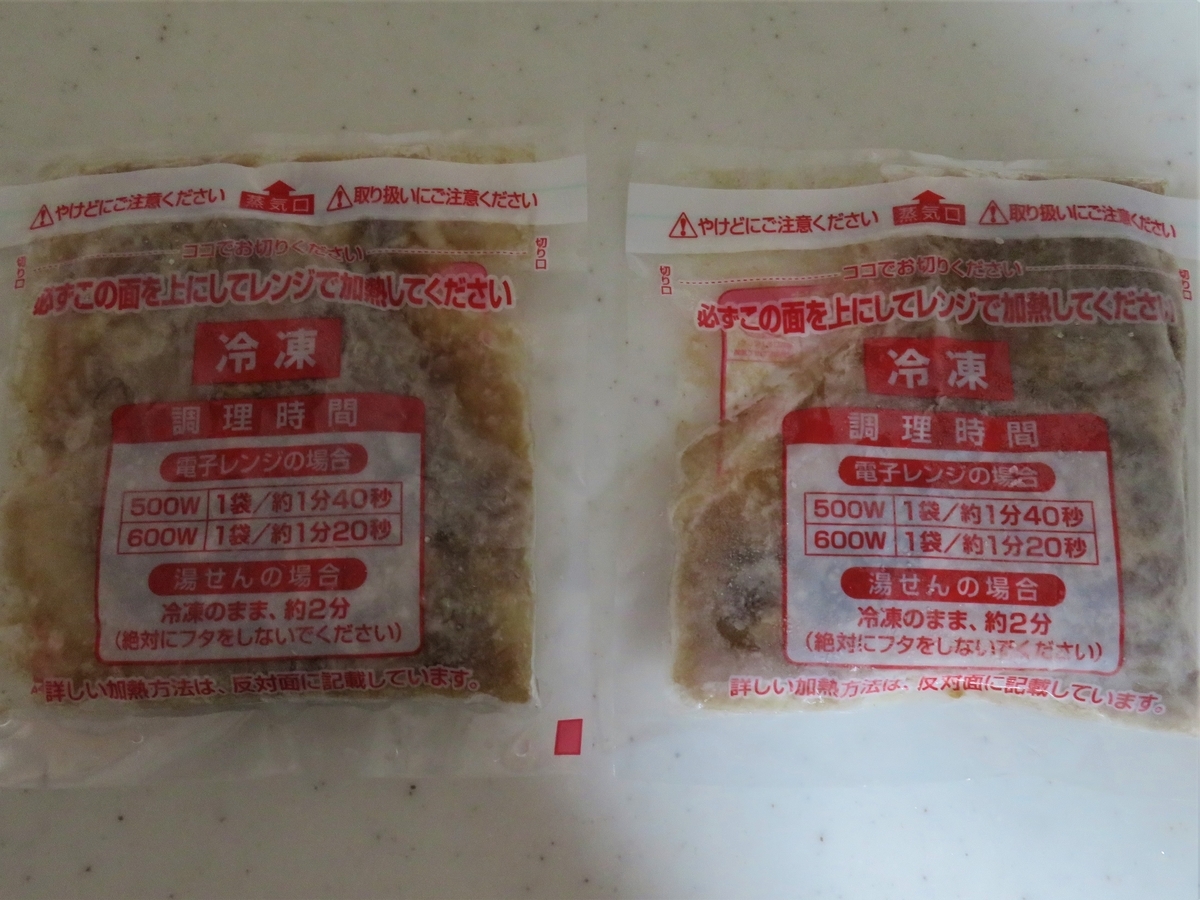 やけどにご注意ください 蒸気口 取り扱いにご注意ください
ココでお切りください
切り口
切り口
必ずこの面を上にしてレンジで加熱してください
冷凍
調理時間
電子レンジの場合
500W 1袋/約1分40秒
600W 1袋/約1分20秒
湯せんの場合
冷凍のまま、約2分
(絶対にフタをしないでください)
詳しい加熱方法は、反対面に記載しています。
やけどにご注意ください 蒸気口 取り扱いにご注意ください
ココでお切りください
切り口
切り口
必ずこの面を上にしてレンジで加熱してください
冷凍
調理時間
電子レンジの場合
500W 1袋/約1分40秒
600W 1袋/約1分20秒
湯せんの場合
冷凍のまま、約2分
(絶対にフタをしないでください)
詳しい加熱方法は、反対面に記載しています。